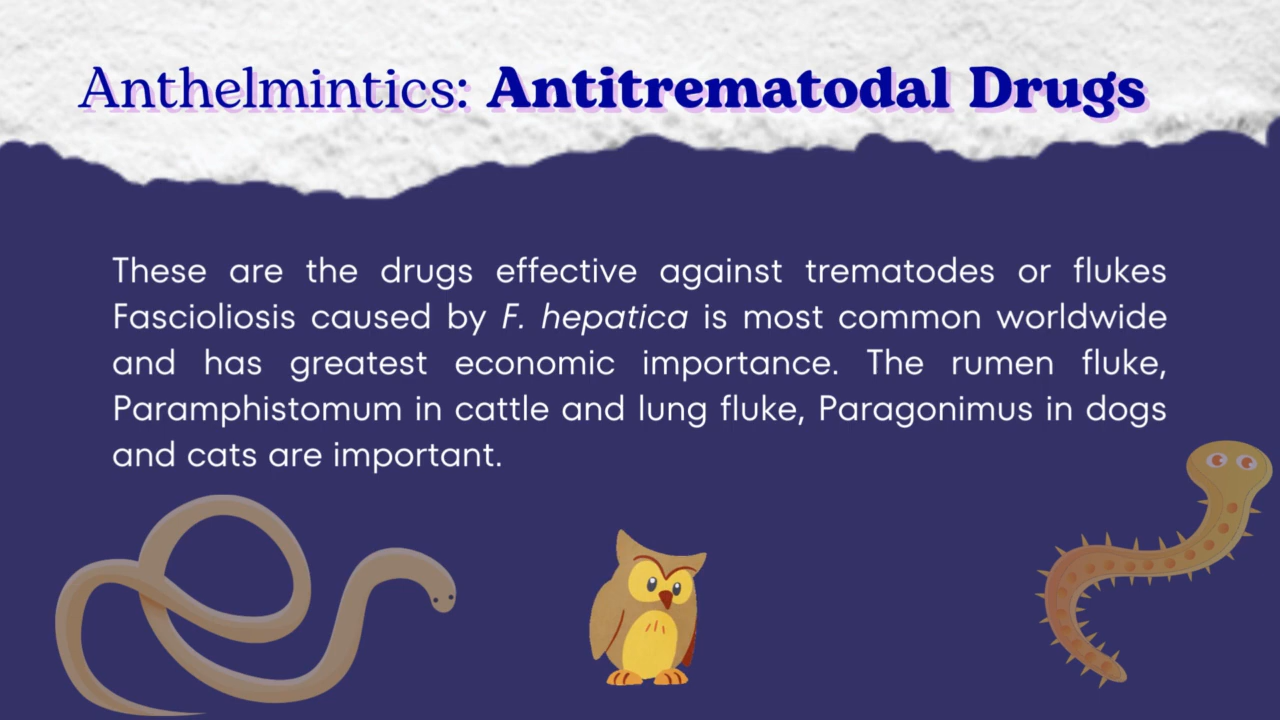 Anthelmintics: Antitrematodal Drugs
These are the drugs effective against trematodes or flukes
Fascioliosis caused by F. hepatica is most common worldwide
and has greatest economic importance. The rumen fluke,
Paramphistomum in cattle and lung fluke, Paragonimus in dogs
and cats are important.